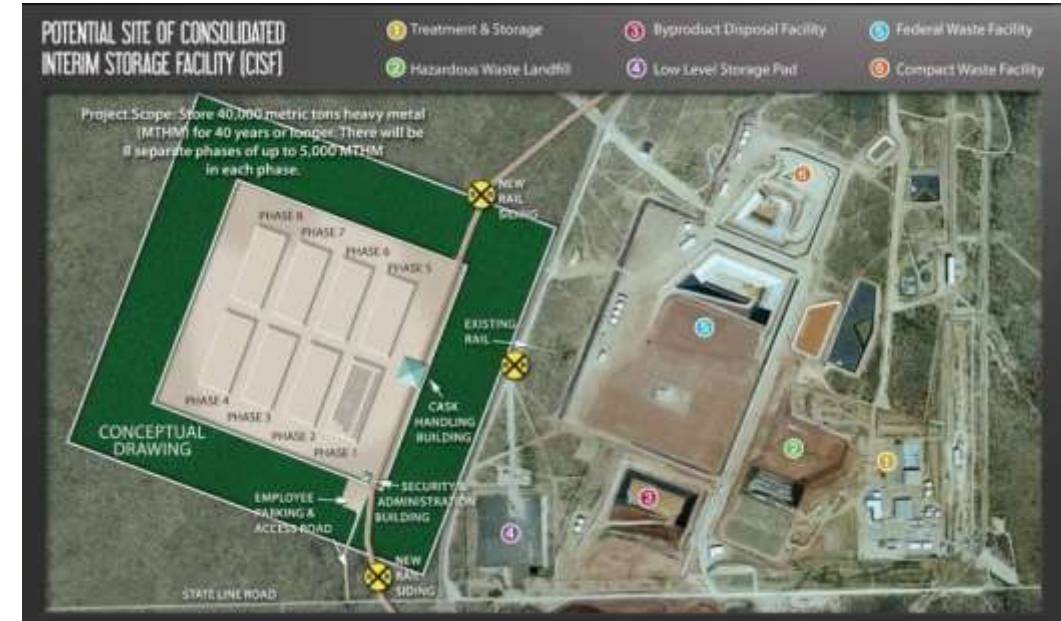 POTENTIAL SITE OF CONSOLIDATED
INTERIM STORAGE FACILITY (CISF)
1 Treatment & Storage
2 Hazardous Waste Landfill
3 Byproduct Disposal Facility
4 Low Level Storage Pad
5 Federal Waste Facility
6 Compact Waste Facility
Project Scope: Store 40,000 metric tons heavy metal
(MTHM) for 40 years or longer. There will be
8 separate phases of up to 5,000 MTHM
in each phase.
NEW
RAIL
SIDING
6
PHASE 8
PHASE 7
PHASE 6
PHASE 5
EXISTING
RAIL
5
PHASE 4
PHASE 3
PHASE 2
PHASE 1
CASK
HANDLING
BUILDING
CONCEPTUAL
DRAWING
2
1
SECURITY &
ADMINISTRATION
BUILDING
EMPLOYEE
PARKING &
ACCESS ROAD
3
4
NEW
RAIL
SIDING
STATE LINE ROAD